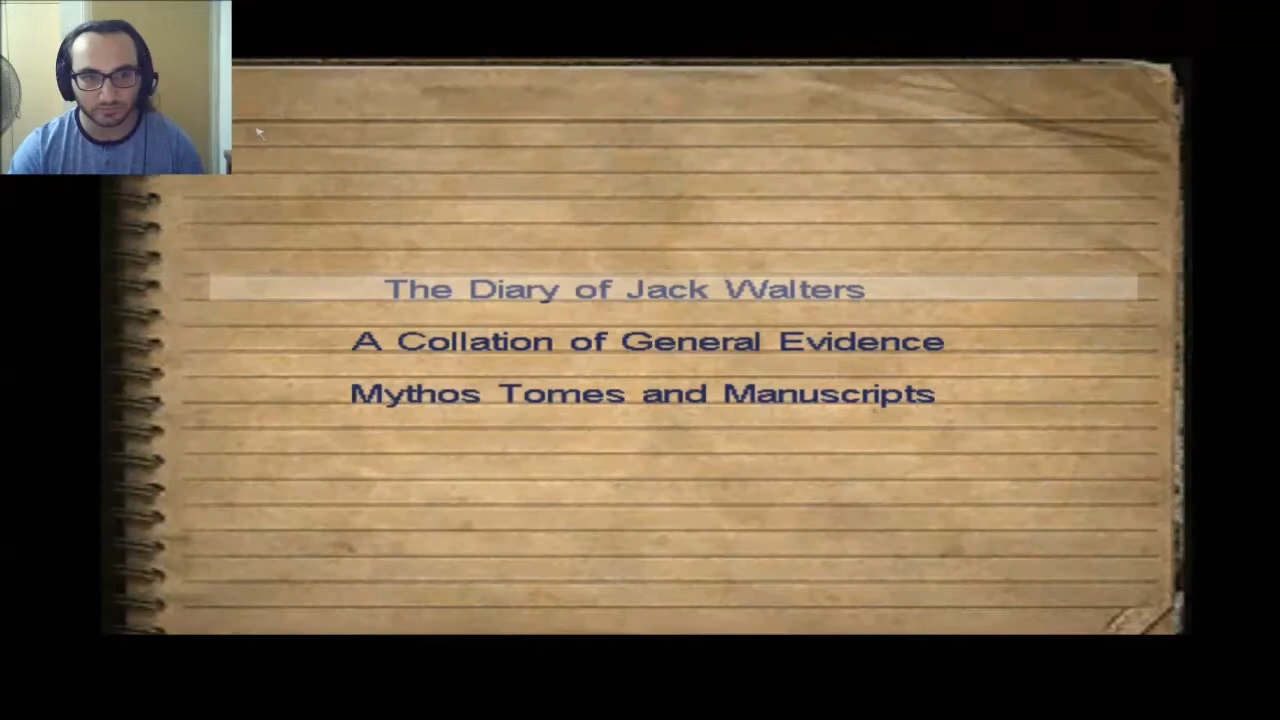 The Diary of Jack Walters
A Collation of General Evidence
Mythos Tomes and Manuscripts